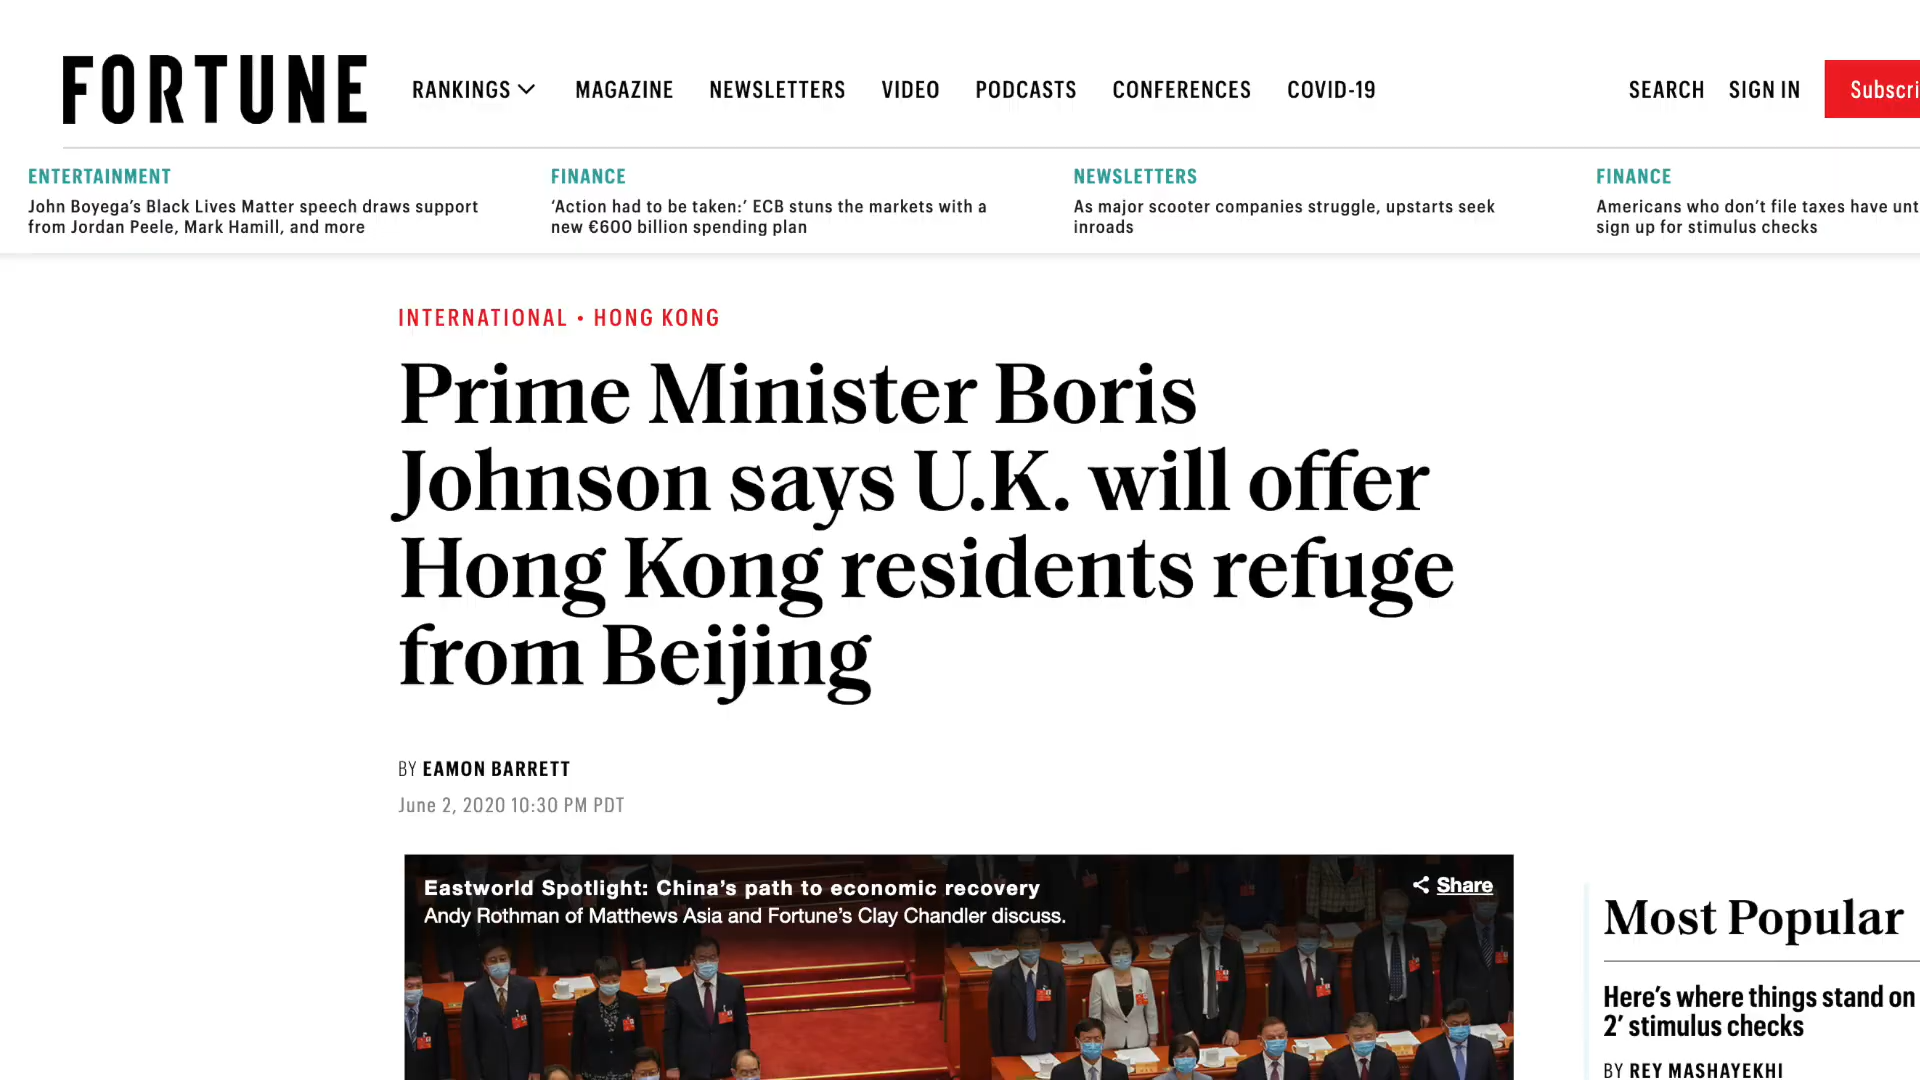 FORTUNE
RANKINGS MAGAZINE NEWSLETTERS VIDEO PODCASTS CONFERENCES COVID-19 SEARCH SIGN IN Subscri
ENTERTAINMENT
John Boyega’s Black Lives Matter speech draws support
from Jordan Peele, Mark Hamill, and more
FINANCE
‘Action had to be taken:’ ECB stuns the markets with a
new €600 billion spending plan
NEWSLETTERS
As major scooter companies struggle, upstarts seek
inroads
FINANCE
Americans who don’t file taxes have unt
sign up for stimulus checks
INTERNATIONAL • HONG KONG
Prime Minister Boris
Johnson says U.K. will offer
Hong Kong residents refuge
from Beijing
BY EAMON BARRETT
June 2, 2020 10:30 PM PDT
Eastworld Spotlight: China’s path to economic recovery
Andy Rothman of Matthews Asia and Fortune’s Clay Chandler discuss.
Share
Most Popular
Here’s where things stand on
2’ stimulus checks
BY REY MASHAYEKHI